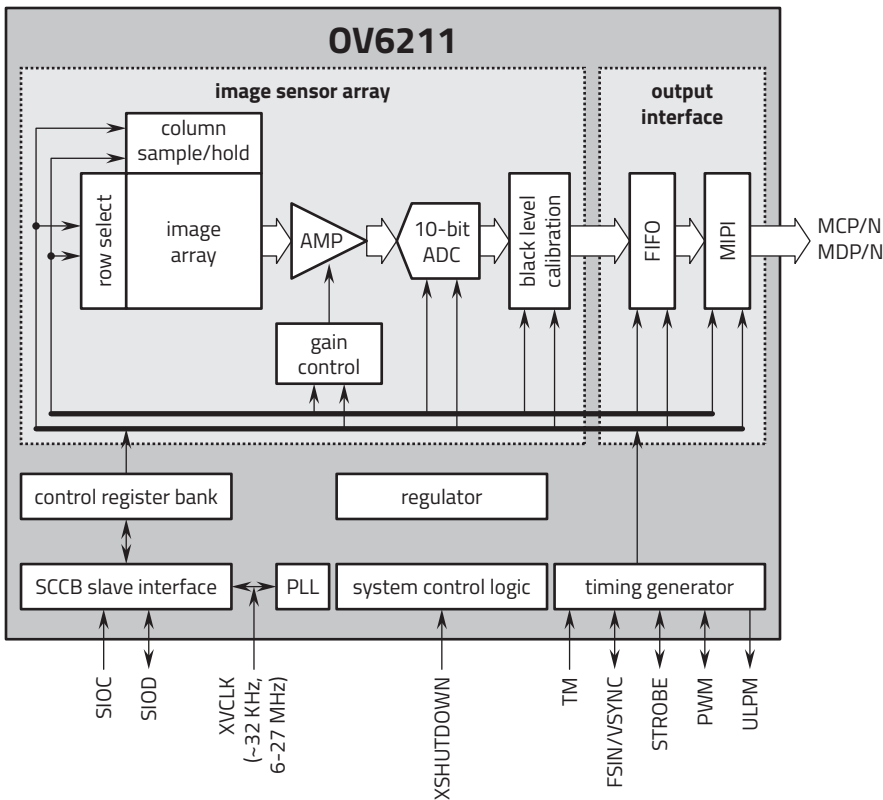 OV6211
image sensor array
output
interface
column
sample/hold
row select
image
array
AMP
10-bit
ADC
black level
calibration
FIFO
MIPI
MCP/N
MDP/N
gain
control
control register bank
regulator
SCCB slave interface
PLL
system control logic
timing generator
SIOC
SIOD
XVCLK
(~32 KHz,
6-27 MHz)
XSHUTDOWN
TM
FSIN/VSYNC
STROBE
PWM
ULPM